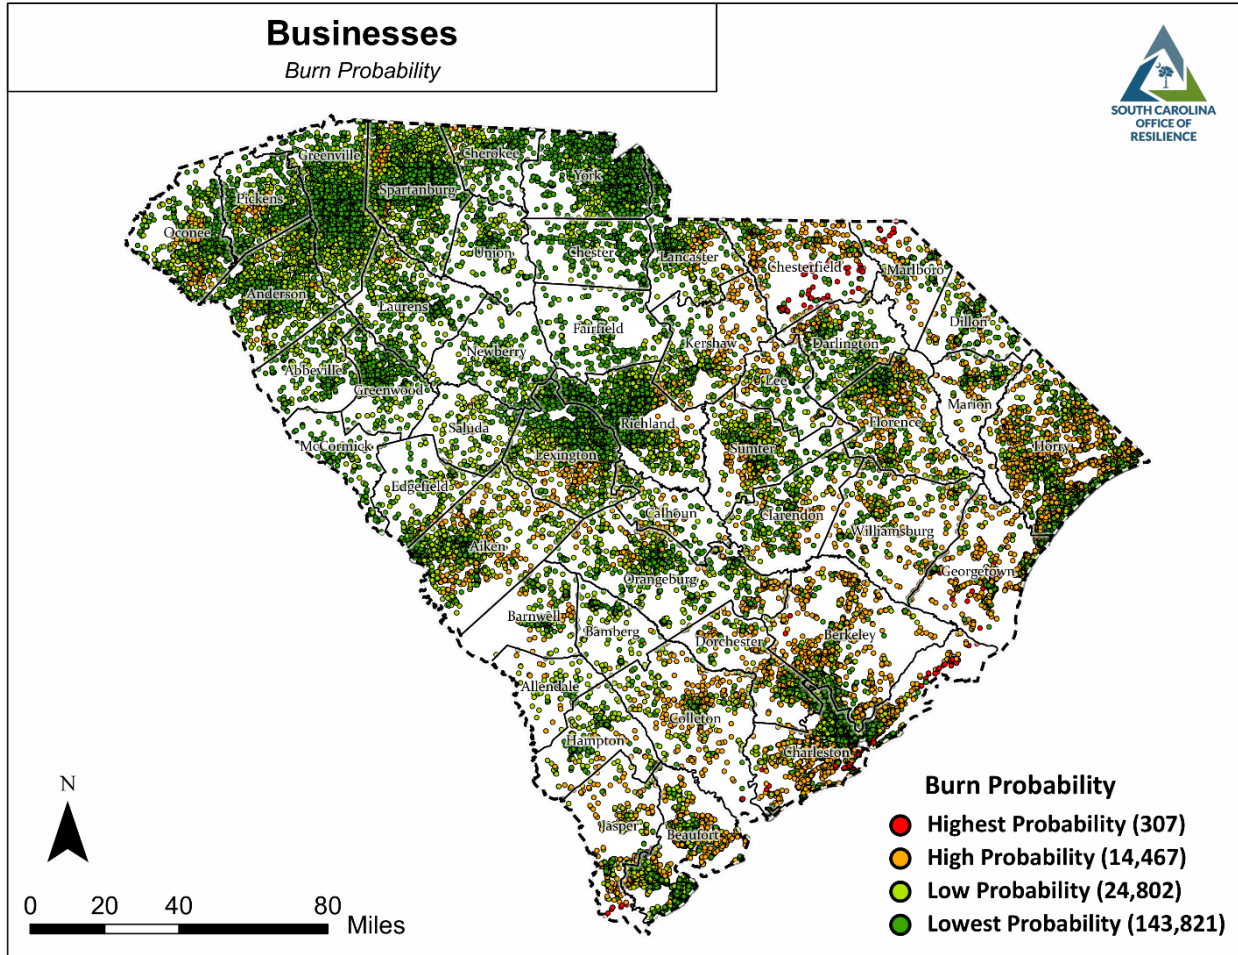 Businesses
Burn Probability
SOUTH CAROLINA
OFFICE OF
RESILIENCE
Greenville
Cherokee
York
Spartanburg
Pickens
Oconee
Union
Chester
Lancaster
Chesterfield
Marlboro
Anderson
Laurens
Fairfield
Dillon
Kershaw
Darlington
Newberry
Abbeville
Greenwood
Lee
Marion
Saluda
Richland
Florence
McCormick
Lexington
Sumter
Horry
Edgefield
Calhoun
Clarendon
Williamsburg
Aiken
Orangeburg
Georgetown
Barnwell
Bamberg
Dorchester
Berkeley
Allendale
Colleton
Hampton
Charleston
Jasper
Beaufort
N
0 20 40 80 Miles
Burn Probability
Highest Probability (307)
High Probability (14,467)
Low Probability (24,802)
Lowest Probability (143,821)